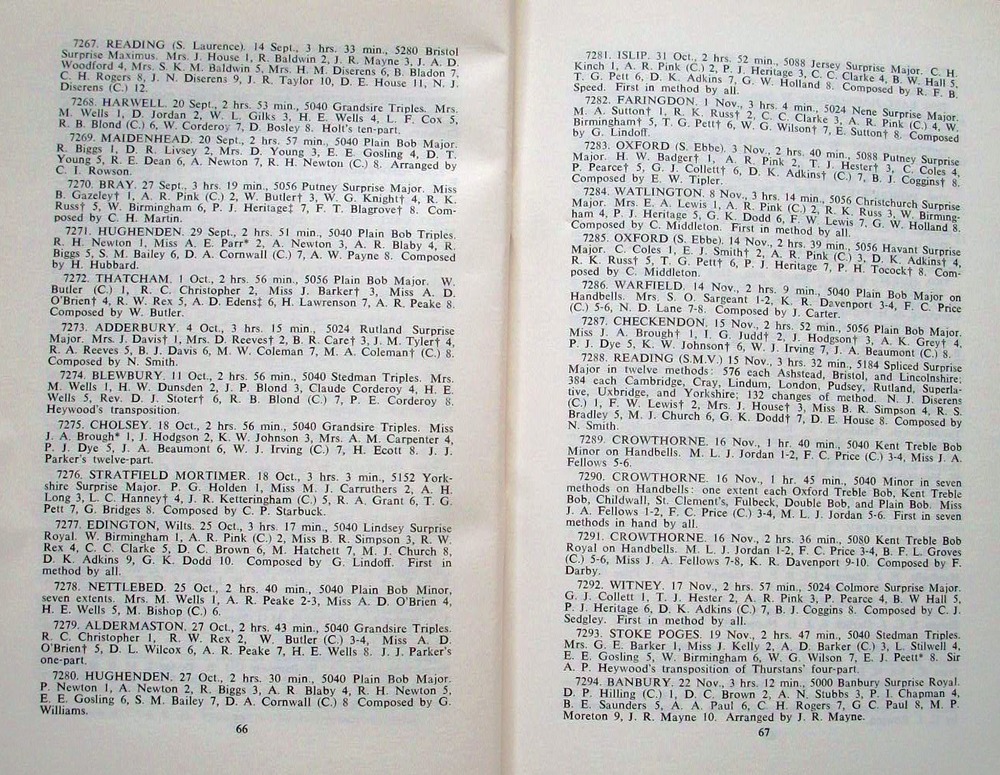 7267. READING (S. Laurence). 14 Sept., 3 hrs. 33 min., 5280 Bristol
Surprise Maximus. Mrs. J. House 1, R. Baldwin 2, J. R. Mayne 3, J. A. D.
Woodford 4, Mrs. S. K. M. Baldwin 5, Mrs. H. M. Diserens 6, B. Bladon 7,
C. H. Rogers 8, J. N. Diserens 9, J. R. Taylor 10, D. E. House 11, N. J.
Diserens (C.) 12.
7268. HARWELL. 20 Sept., 2 hrs. 53 min., 5040 Grandsire Triples. Mrs.
M. Wells 1, D. Jordan 2, W. L. Gilks 3, H. E. Wells 4, L. F. Cox 5,
R. B. Blond (C.) 6, W. Corderoy 7, D. Bosley 8. Holt's ten-part.
7269. MAIDENHEAD. 20 Sept., 2 hrs. 57 min., 5040 Plain Bob Major.
R. Biggs 1, D. R. Livsey 2, Mrs. D. Young 3, E. E. Gosling 4, D. T.
Young 5, R. E. Dean 6, A. Newton 7, R. H. Newton (C.) 8. Arranged by
C. I. Rowson.
7270. BRAY. 27 Sept., 3 hrs. 19 min., 5056 Putney Surprise Major. Miss
B. Gazeley† 1, A. R. Pink (C.) 2, W. Butler† 3, W. G. Knight† 4, R. K.
Russ† 5, W. Birmingham 6, P. J. Heritage‡ 7, F. T. Blagrove† 8. Com-
posed by C. H. Martin.
7271. HUGHENDEN. 29 Sept., 2 hrs. 51 min., 5040 Plain Bob Triples.
R. H. Newton 1, Miss A. E. Parr* 2, A. Newton 3, A. R. Blaby 4, R.
Biggs 5, S. M. Bailey 6, D. A. Cornwall (C.) 7, A. W. Payne 8. Composed
by H. Hubbard.
7272. THATCHAM. 1 Oct., 2 hrs. 56 min., 5056 Plain Bob Major. W.
Butler (C.) 1, R. C. Christopher 2, Miss J. Barker† 3, Miss A. D.
O'Brien† 4, R. W. Rex 5, A. D. Edens‡ 6, H. Lawrenson 7, A. R. Peake 8.
Composed by W. Butler.
7273. ADDERBURY. 4 Oct., 3 hrs. 15 min., 5024 Rutland Surprise
Major. Mrs. J. Davis† 1, Mrs. D. Reeves† 2, B. R. Care† 3, J. M. Tyler† 4,
R. A. Reeves 5, B. J. Davis 6, M. W. Coleman 7, M. A. Coleman† (C.) 8.
Composed by N. Smith.
7274. BLEWBURY. 11 Oct., 2 hrs. 56 min., 5040 Stedman Triples. Mrs.
M. Wells 1, H. W. Dunsden 2, J. P. Blond 3, Claude Corderoy 4, H. E.
Wells 5, Rev. D. J. Stoter† 6, R. B. Blond (C.) 7, P. E. Corderoy 8.
Heywood's transposition.
7275. CHOLSEY. 18 Oct., 2 hrs. 56 min., 5040 Grandsire Triples. Miss
J. A. Brough* 1, J. Hodgson 2, K. W. Johnson 3, Mrs. A. M. Carpenter 4,
P. J. Dye 5, J. A. Beaumont 6, W. J. Irving (C.) 7, H. Ecott 8. J. J.
Parker's twelve-part.
7276. STRATFIELD MORTIMER. 18 Oct., 3 hrs. 3 min., 5152 York-
shire Surprise Major. P. G. Holden 1, Miss M. J. Carruthers 2, A. H.
Long 3, L. C. Hanney† 4, J. R. Ketteringham (C.) 5, R. A. Grant 6, T. G.
Pett 7, G. Bridges 8. Composed by C. P. Starbuck.
7277. EDINGTON, Wilts. 25 Oct., 3 hrs. 17 min., 5040 Lindsey Surprise
Royal. W. Birmingham 1, A. R. Pink (C.) 2, Miss B. R. Simpson 3, R. W.
Rex 4, C. C. Clarke 5, D. C. Brown 6, M. Hatchett 7, M. J. Church 8,
D. K. Adkins 9, G. K. Dodd 10. Composed by G. Lindoff. First in
method by all.
7278. NETTLEBED. 25 Oct., 2 hrs. 40 min., 5040 Plain Bob Minor,
seven extents. Mrs. M. Wells 1, A. R. Peake 2-3, Miss A. D. O'Brien 4,
H. E. Wells 5, M. Bishop (C.) 6.
7279. ALDERMASTON. 27 Oct., 2 hrs. 43 min., 5040 Grandsire Triples.
R. C. Christopher 1, R. W. Rex 2, W. Butler (C.) 3-4, Miss A. D.
O'Brien† 5, D. L. Wilcox 6, A. R. Peake 7, H. E. Wells 8. J. J. Parker's
one-part.
7280. HUGHENDEN. 27 Oct., 2 hrs. 30 min., 5040 Plain Bob Major.
P. Newton 1, A. Newton 2, R. Biggs 3, A. R. Blaby 4, R. H. Newton 5,
E. E. Gosling 6, S. M. Bailey 7, D. A. Cornwall (C.) 8 Composed by G.
Williams.
66
7281. ISLIP. 31 Oct., 2 hrs. 52 min., 5088 Jersey Surprise Major. C. H.
Kinch 1, A. R. Pink (C.) 2, P. J. Heritage 3, C. C. Clarke 4, B. W. Hall 5,
T. G. Pett 6, D. K. Adkins 7, G. W. Holland 8. Composed by R. F. B.
Speed. First in method by all.
7282. FARINGDON. 1 Nov., 3 hrs. 4 min., 5024 Nene Surprise Major.
M. A. Sutton† 1, R. K. Russ† 2, C. C. Clarke 3, A. R. Pink (C.) 4, W.
Birmingham† 5, T. G. Pett† 6, W. G. Wilson† 7, E. Sutton† 8. Composed
by G. Lindoff.
7283. OXFORD (S. Ebbe). 3 Nov., 2 hrs. 40 min., 5088 Putney Surprise
Major. H. W. Badger† 1, A. R. Pink 2, T. J. Hester† 3, C. Coles 4,
P. Pearce† 5, G. J. Collett† 6, D. K. Adkins† (C.) 7, B. J. Coggins† 8.
Composed by E. W. Tipler.
7284. WATLINGTON. 8 Nov., 3 hrs. 14 min., 5056 Christchurch Surprise
Major. Mrs. E. A. Lewis 1, A. R. Pink (C.) 2, R. K. Russ 3, W. Birming-
ham 4, P. J. Heritage 5, G. K. Dodd 6, F. W. Lewis 7, G. W. Holland 8.
Composed by C. Middleton. First in method by all.
7285. OXFORD (S. Ebbe). 14 Nov., 2 hrs. 39 min., 5056 Havant Surprise
Major. C. Coles 1, E. J. Smith† 2, A. R. Pink (C.) 3, D. K. Adkins† 4,
R. K. Russ† 5, T. G. Pett† 6, P. J. Heritage 7, P. H. Tocock† 8. Com-
posed by C. Middleton.
7286. WARFIELD. 14 Nov., 2 hrs. 9 min., 5040 Plain Bob Major on
Handbells. Mrs. S. O. Sargeant 1-2, K. R. Davenport 3-4, F. C. Price
(C.) 5-6, N. D. Lane 7-8. Composed by J. Carter.
7287. CHECKENDON. 15 Nov., 2 hrs. 52 min., 5056 Plain Bob Major.
Miss J. A. Brough† 1, I. G. Judd† 2, J. Hodgson† 3, A. K. Grey† 4,
P. J. Dye 5, K. W. Johnson† 6, W. J. Irving 7, J. A. Beaumont (C.) 8.
7288. READING (S.M.V.) 15 Nov., 3 hrs. 32 min., 5184 Spliced Surprise
Major in twelve methods: 576 each Ashstead, Bristol, and Lincolnshire;
384 each Cambridge, Cray, Lindum, London, Pudsey, Rutland, Superla-
tive, Uxbridge, and Yorkshire; 132 changes of method. N. J. Diserens
(C.) 1, F. W. Lewis† 2, Mrs. J. House† 3, Miss B. R. Simpson 4, R. S.
Bradley 5, M. J. Church 6, G. K. Dodd† 7, D. E. House 8. Composed by
N. Smith.
7289. CROWTHORNE. 16 Nov., 1 hr. 40 min., 5040 Kent Treble Bob
Minor on Handbells. M. L. J. Jordan 1-2, F. C. Price (C.) 3-4, Miss J. A.
Fellows 5-6.
7290. CROWTHORNE. 16 Nov., 1 hr. 45 min., 5040 Minor in seven
methods on Handbells: one extent each Oxford Treble Bob, Kent Treble
Bob, Childwall, St. Clement's, Fulbeck, Double Bob, and Plain Bob. Miss
J. A. Fellows 1-2, F. C. Price (C.) 3-4, M. L. J. Jordan 5-6. First in seven
methods in hand by all.
7291. CROWTHORNE. 16 Nov., 2 hrs. 36 min., 5080 Kent Treble Bob
Royal on Handbells. M. L. J. Jordan 1-2, F. C. Price 3-4, B. F. L. Groves
(C.) 5-6, Miss J. A. Fellows 7-8, K. R. Davenport 9-10. Composed by F.
Darby.
7292. WITNEY. 17 Nov., 2 hrs. 57 min., 5024 Colmore Surprise Major.
G. J. Collett 1, T. J. Hester 2, A. R. Pink 3, P. Pearce 4, B. W Hall 5,
P. J. Heritage 6, D. K. Adkins (C.) 7, B. J. Coggins 8. Composed by C. J.
Sedgley. First in method by all.
7293. STOKE POGES. 19 Nov., 2 hrs. 47 min., 5040 Stedman Triples.
Mrs. G. E. Barker 1, Miss J. Kelly 2, A. D. Barker (C.) 3, L. Stilwell 4,
E. E. Gosling 5, W. Birmingham 6, W. G. Wilson 7, E. J. Peett* 8. Sir
A. P. Heywood's transposition of Thurstans' four-part.
7294. BANBURY. 22 Nov., 3 hrs. 12 min., 5000 Banbury Surprise Royal.
D. P. Hilling (C.) 1, D. C. Brown 2, A. N. Stubbs 3, P. I. Chapman 4,
B. E. Saunders 5, A. A. Paul 6, C. H. Rogers 7, G C. Paul 8, M. P.
Moreton 9, J. R. Mayne 10. Arranged by J. R. Mayne.
67